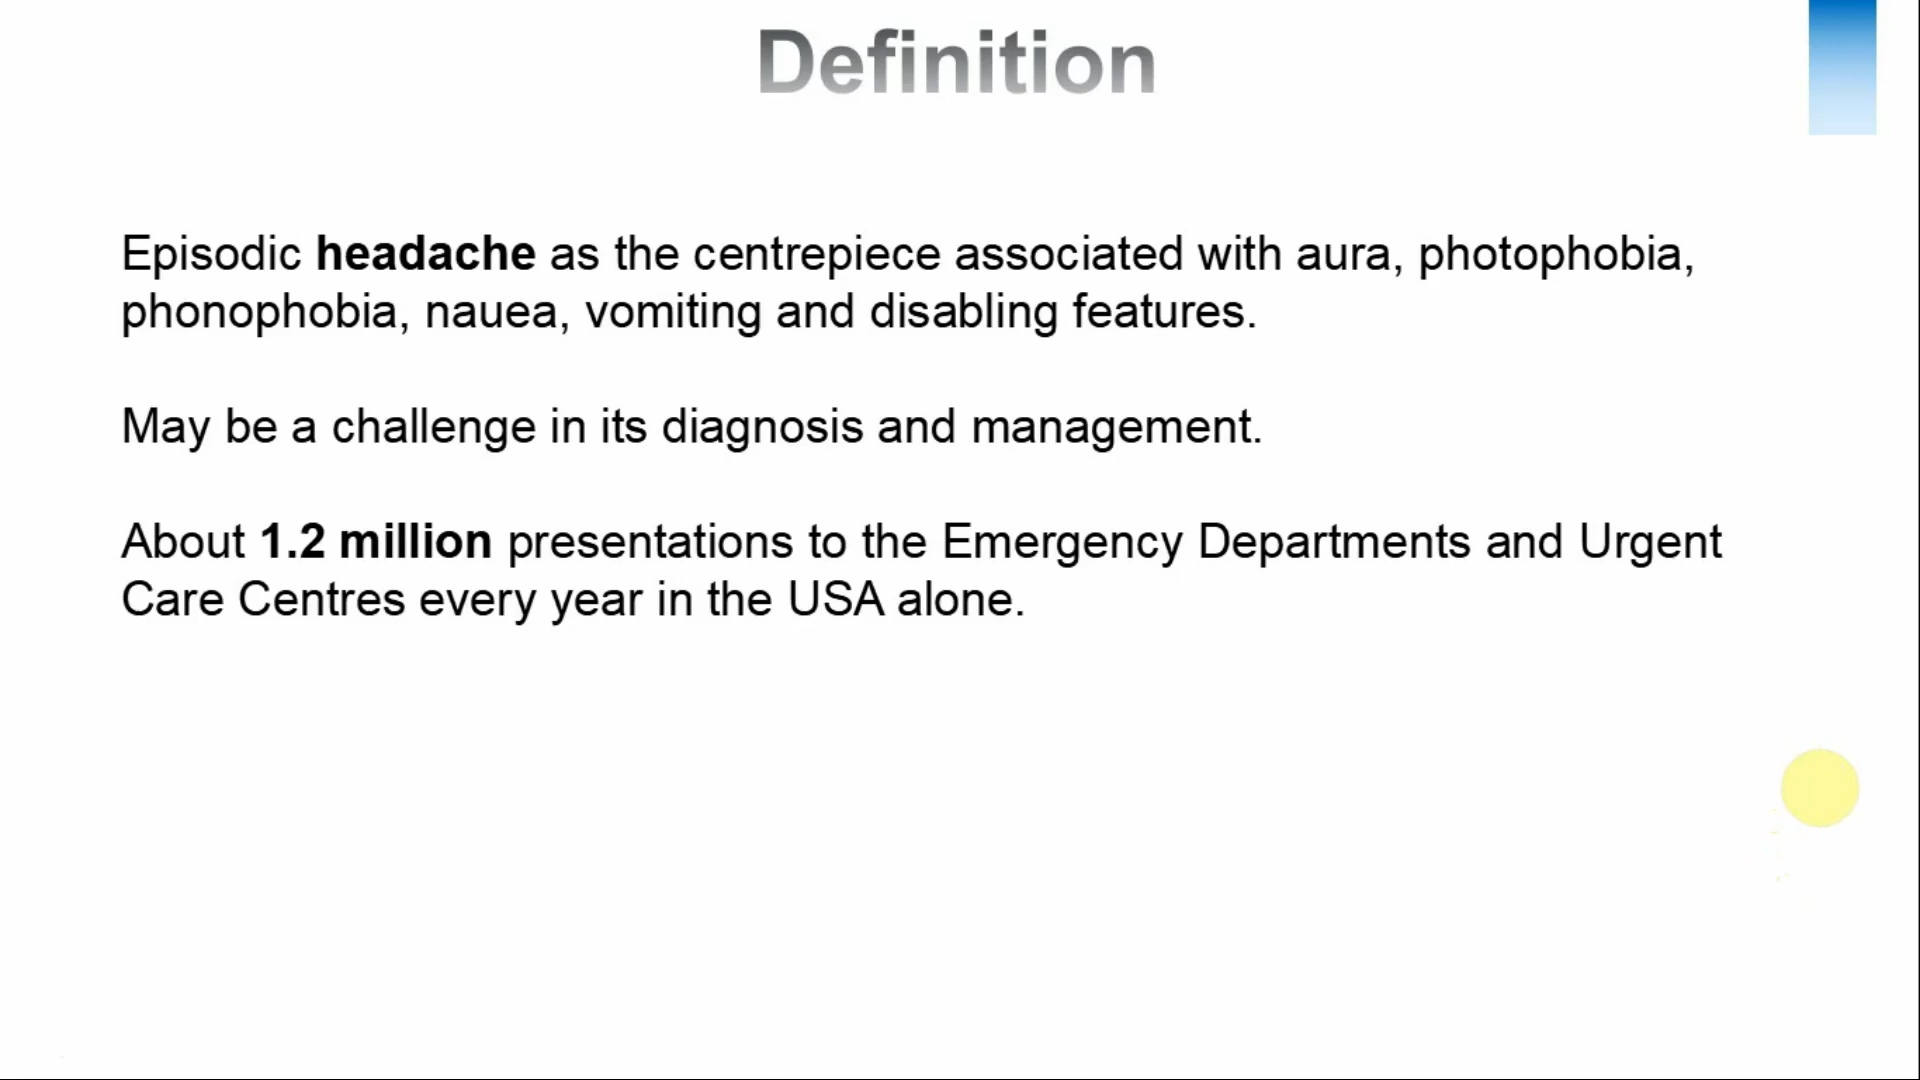 Definition
Episodic headache as the centrepiece associated with aura, photophobia,
phonophobia, nauea, vomiting and disabling features.
May be a challenge in its diagnosis and management.
About 1.2 million presentations to the Emergency Departments and Urgent
Care Centres every year in the USA alone.